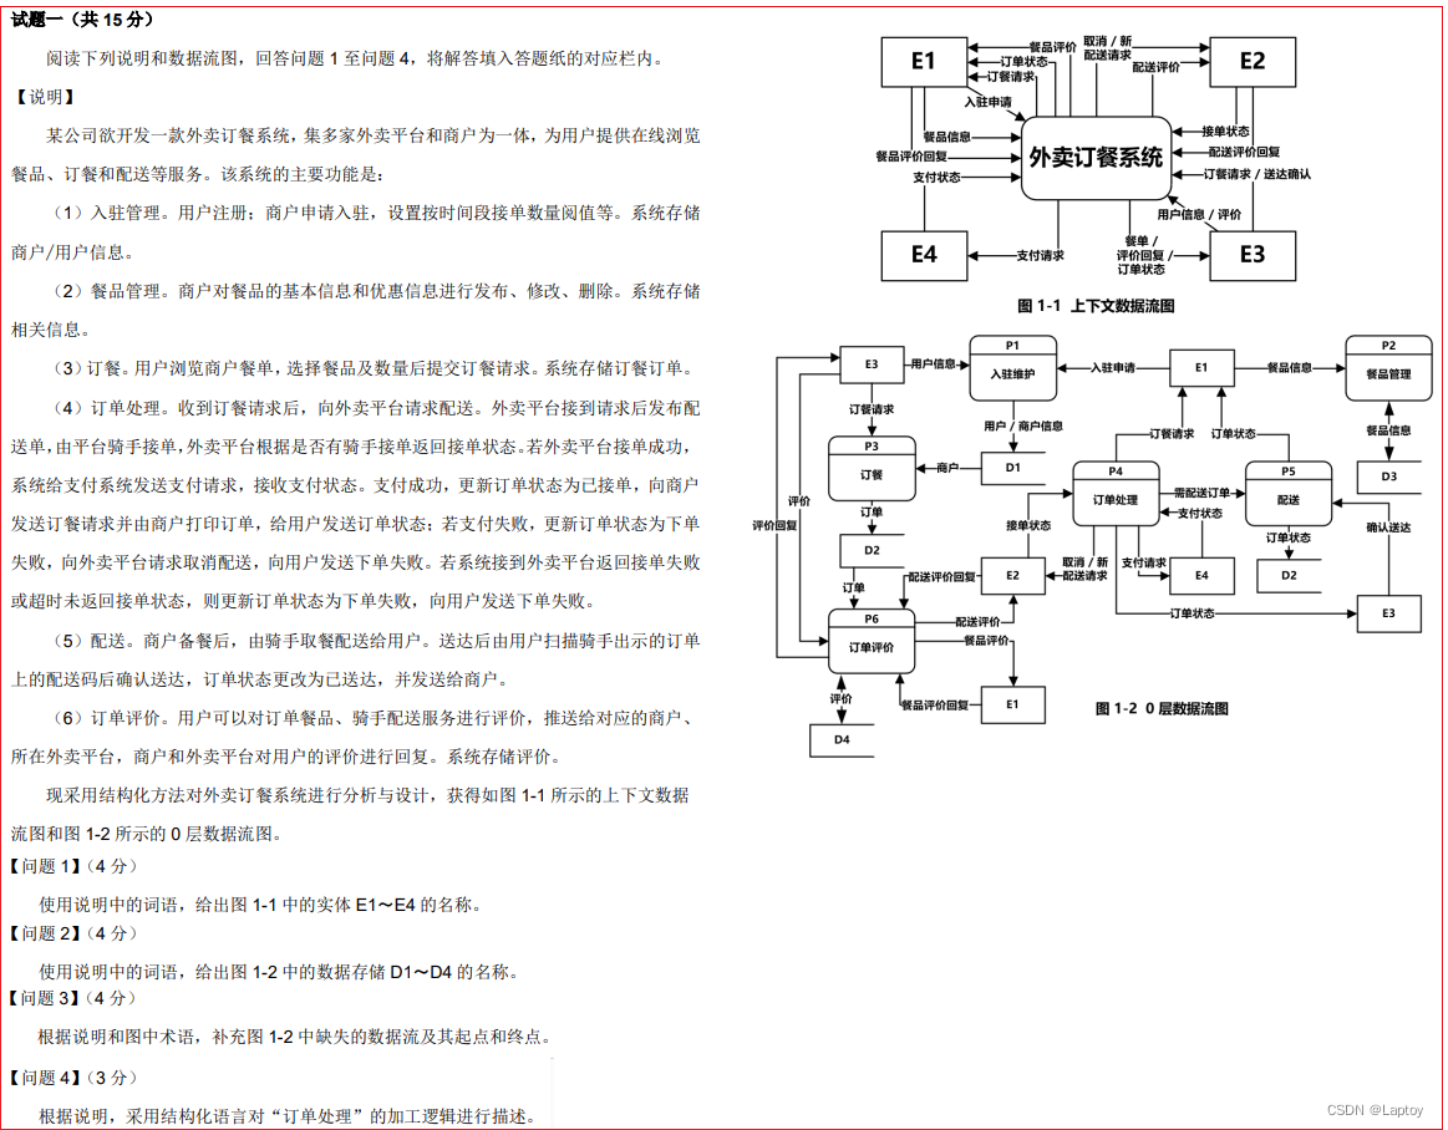 试题一（共 15 分）
阅读下列说明和数据流图，回答问题 1 至问题 4，将解答填入答题纸的对应栏内。
【说明】
某公司欲开发一款外卖订餐系统，集多家外卖平台和商户为一体，为用户提供在线浏览
餐品、订餐和配送等服务。该系统的主要功能是：
（1）入驻管理。用户注册；商户申请入驻，设置按时间段接单数量阅值等。系统存储
商户/用户信息。
（2）餐品管理。商户对餐品的基本信息和优惠信息进行发布、修改、删除。系统存储
相关信息。
（3）订餐。用户浏览商户餐单，选择餐品及数量后提交订餐请求。系统存储订餐订单。
（4）订单处理。收到订餐请求后，向外卖平台请求配送。外卖平台接到请求后发布配
送单，由平台骑手接单，外卖平台根据是否有骑手接单返回接单状态。若外卖平台接单成功，
系统给支付系统发送支付请求，接收支付状态。支付成功，更新订单状态为已接单，向商户
发送订餐请求并由商户打印订单，给用户发送订单状态；若支付失败，更新订单状态为下单
失败，向外卖平台请求取消配送，向用户发送下单失败。若系统接到外卖平台返回接单失败
或超时未返回接单状态，则更新订单状态为下单失败，向用户发送下单失败。
（5）配送。商户备餐后，由骑手取餐配送给用户。送达后由用户扫描骑手出示的订单
上的配送码后确认送达，订单状态更改为已送达，并发送给商户。
（6）订单评价。用户可以对订单餐品、骑手配送服务进行评价，推送给对应的商户、
所在外卖平台，商户和外卖平台对用户的评价进行回复。系统存储评价。
现采用结构化方法对外卖订餐系统进行分析与设计，获得如图 1-1 所示的上下文数据
流图和图 1-2 所示的 0 层数据流图。
【问题 1】（4 分）
使用说明中的词语，给出图 1-1 中的实体 E1～E4 的名称。
【问题 2】（4 分）
使用说明中的词语，给出图 1-2 中的数据存储 D1～D4 的名称。
【问题 3】（4 分）
根据说明和图中术语，补充图 1-2 中缺失的数据流及其起点和终点。
【问题 4】（3 分）
根据说明，采用结构化语言对“订单处理”的加工逻辑进行描述。
E1
餐品评价
取消 / 新
配送请求
E2
订单状态
配送评价
订餐请求
入驻申请
餐品信息
接单状态
餐品评价回复
外卖订餐系统
配送评价回复
支付状态
订餐请求 / 送达确认
用户信息 / 评价
E4
支付请求
餐单 /
评价回复 /
订单状态
E3
图 1-1 上下文数据流图
E3
用户信息
P1
入驻维护
入驻申请
E1
餐品信息
P2
餐品管理
订餐请求
用户 / 商户信息
订餐请求
订单状态
餐品信息
P3
订餐
商户
D1
P4
订单处理
需配送订单
支付状态
P5
配送
D3
评价
评价回复
订单
接单状态
确认送达
D2
订单
配送评价回复
E2
取消 / 新
配送请求
支付请求
E4
订单状态
D2
P6
订单评价
配送评价
餐品评价
订单状态
E3
评价
餐品评价回复
E1
D4
图 1-2 0 层数据流图
CSDN @Laptoy